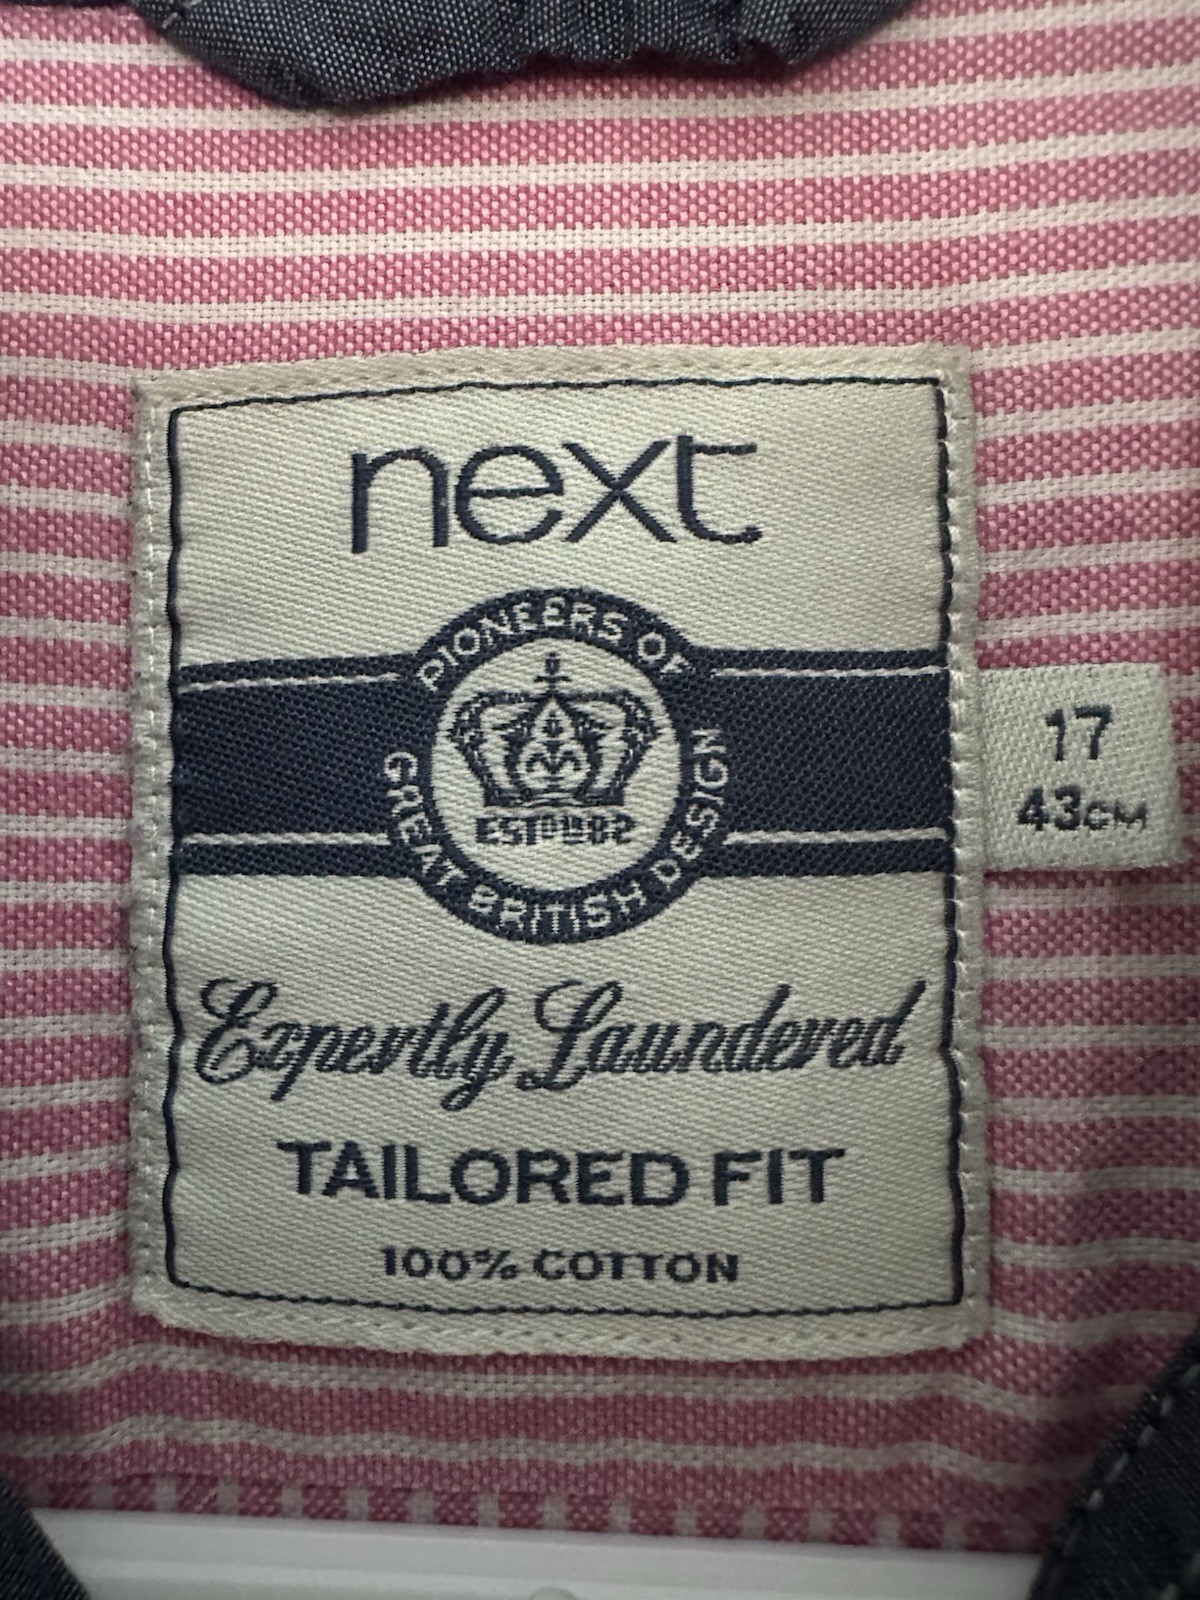 next
PIONEERS OF
GREAT BRITISH DESIGN
ESTD 1982
17
43CM
Expertly Laundered
TAILORED FIT
100% COTTON